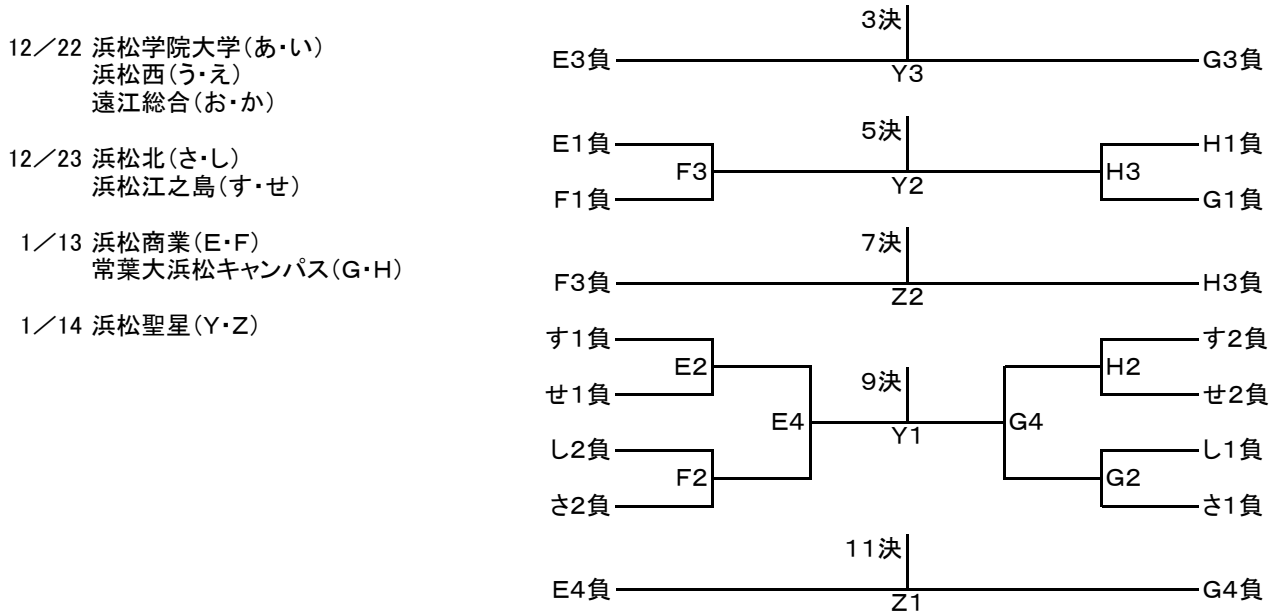 12／22 浜松学院大学(あ・い)
浜松西(う・え)
遠江総合(お・か)
12／23 浜松北(さ・し)
浜松江之島(す・せ)
1／13 浜松商業(E・F)
常葉大浜松キャンパス(G・H)
1／14 浜松聖星(Y・Z)
3決
E3負
Y3
G3負
5決
E1負
H1負
F3
Y2
H3
F1負
G1負
7決
F3負
Z2
H3負
す1負
す2負
E2
H2
9決
せ1負
せ2負
E4
Y1
G4
し2負
し1負
F2
G2
さ2負
さ1負
11決
E4負
Z1
G4負